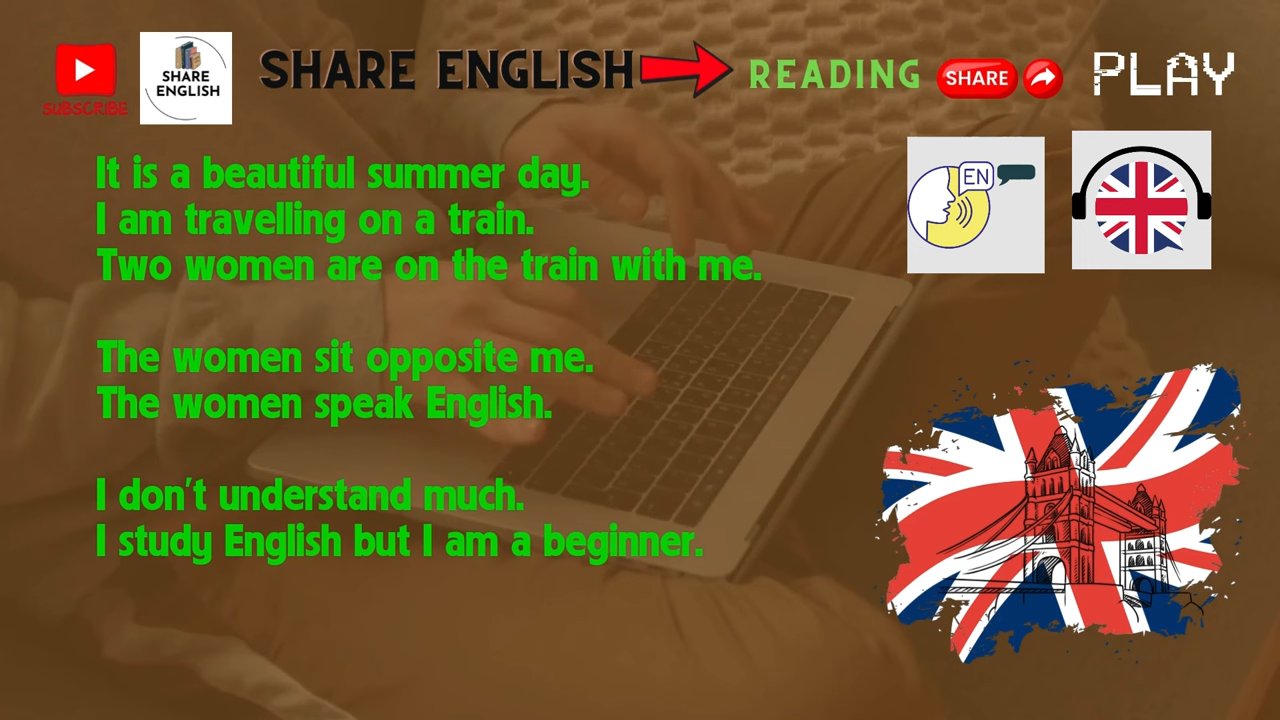 SUBSCRIBE
SHARE
ENGLISH
SHARE ENGLISH
READING
SHARE
PLAY
EN
It is a beautiful summer day.
I am travelling on a train.
Two women are on the train with me.
The women sit opposite me.
The women speak English.
I don't understand much.
I study English but I am a beginner.